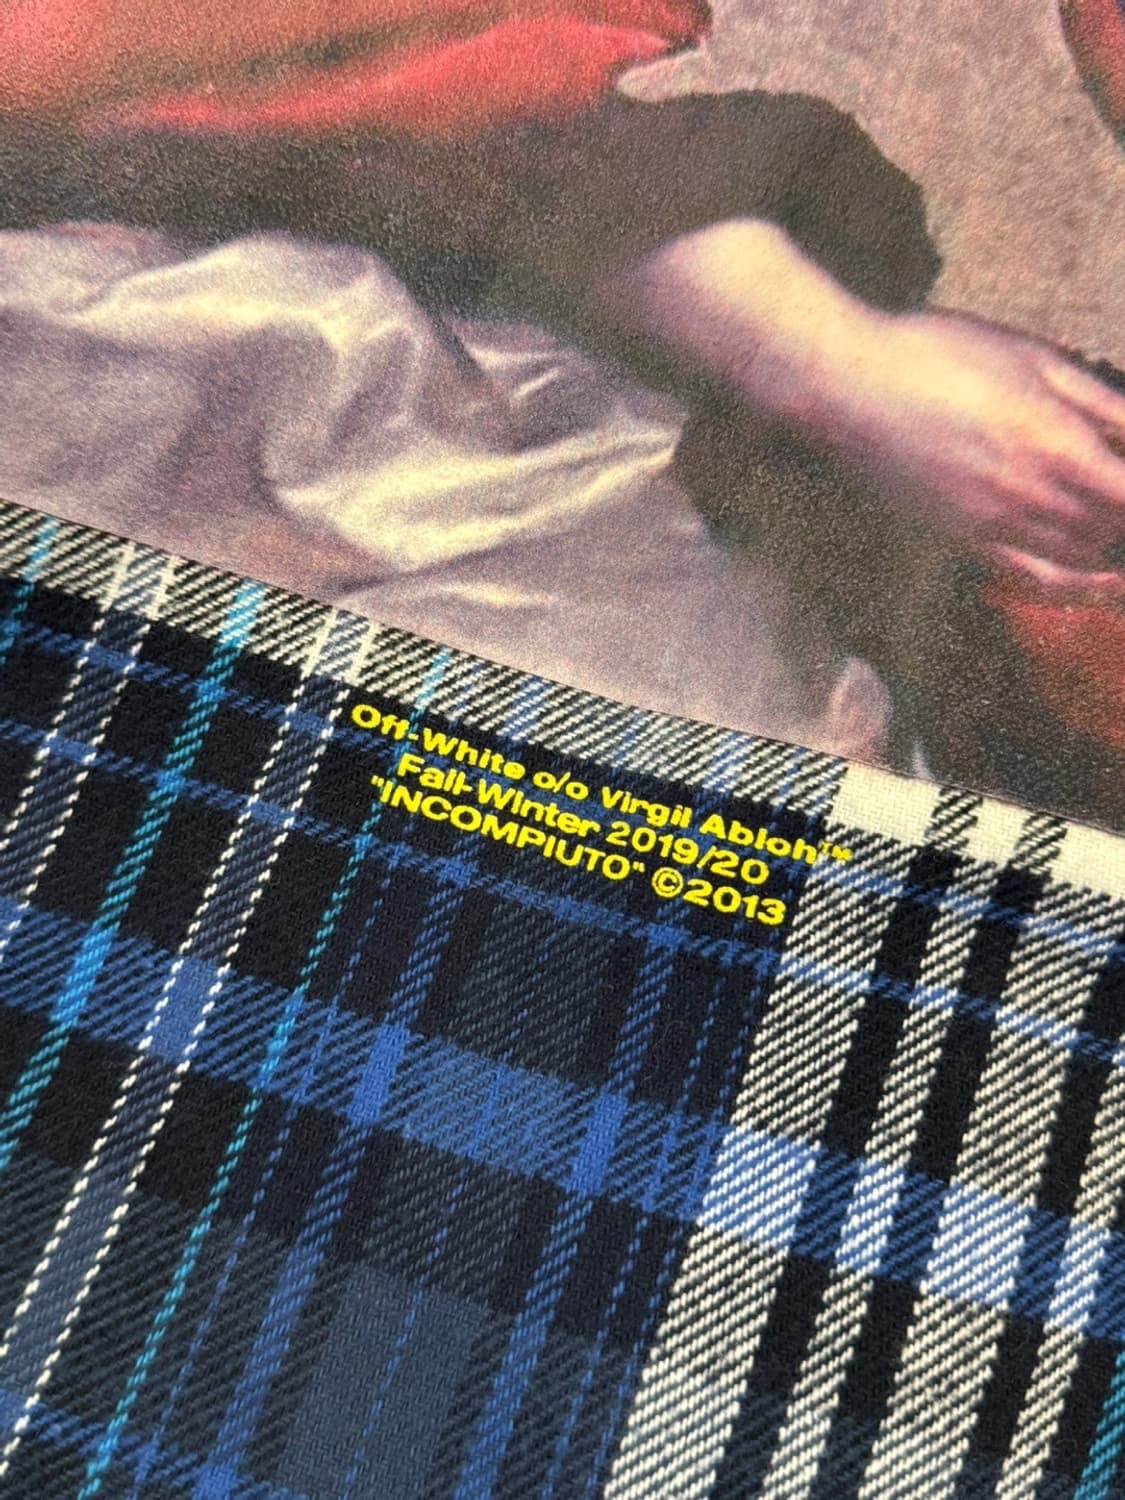 Off-White o/o Virgil Abloh™
Fall-Winter 2019/20
"INCOMPIUTO" ©2013